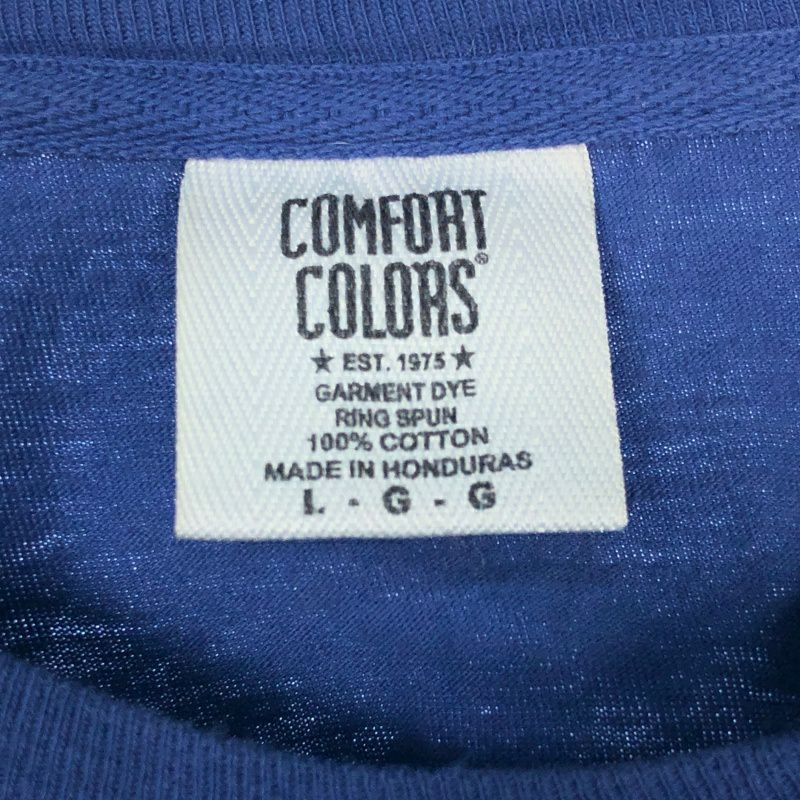 COMFORT
COLORS®
★ EST. 1975 ★
GARMENT DYE
RING SPUN
100% COTTON
MADE IN HONDURAS
L - G - G